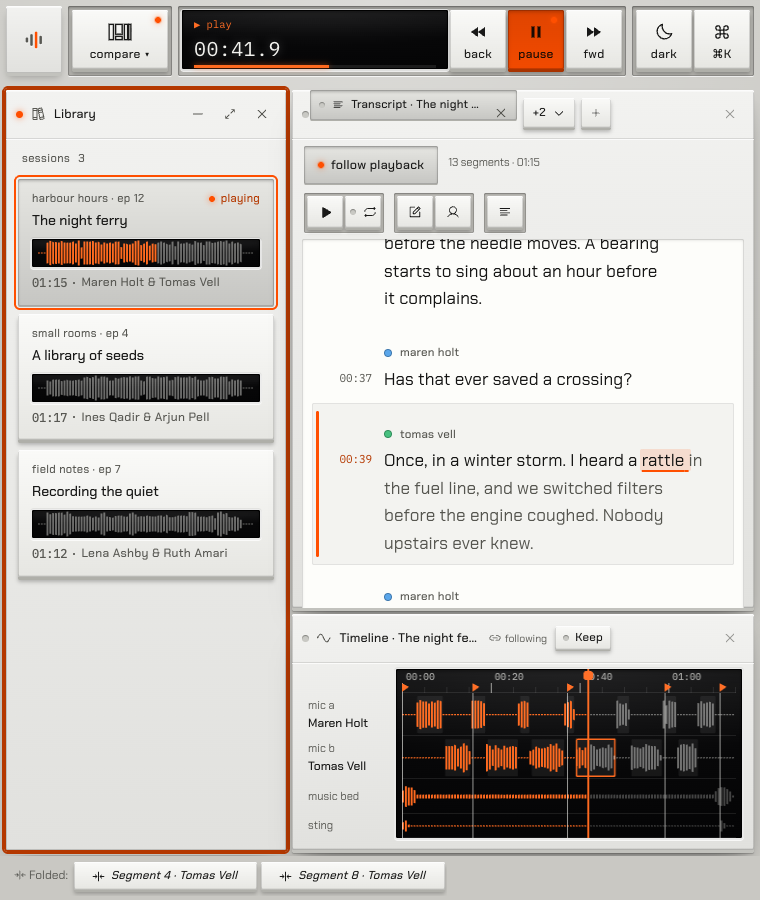 compare ▾
▶ play
00:41.9
back
pause
fwd
dark
⌘K
Library
sessions 3
harbour hours · ep 12
playing
The night ferry
01:15 · Maren Holt & Tomas Vell
small rooms · ep 4
A library of seeds
01:17 · Ines Qadir & Arjun Pell
field notes · ep 7
Recording the quiet
01:12 · Lena Ashby & Ruth Amari
Transcript · The night ...
+2
follow playback
13 segments · 01:15
before the needle moves. A bearing
starts to sing about an hour before
it complains.
maren holt
00:37 Has that ever saved a crossing?
tomas vell
00:39 Once, in a winter storm. I heard a rattle in
the fuel line, and we switched filters
before the engine coughed. Nobody
upstairs ever knew.
maren holt
Timeline · The night fe...
following
Keep
00:00 00:20 :40 01:00
mic a
Maren Holt
mic b
Tomas Vell
music bed
sting
Folded:
Segment 4 · Tomas Vell
Segment 8 · Tomas Vell